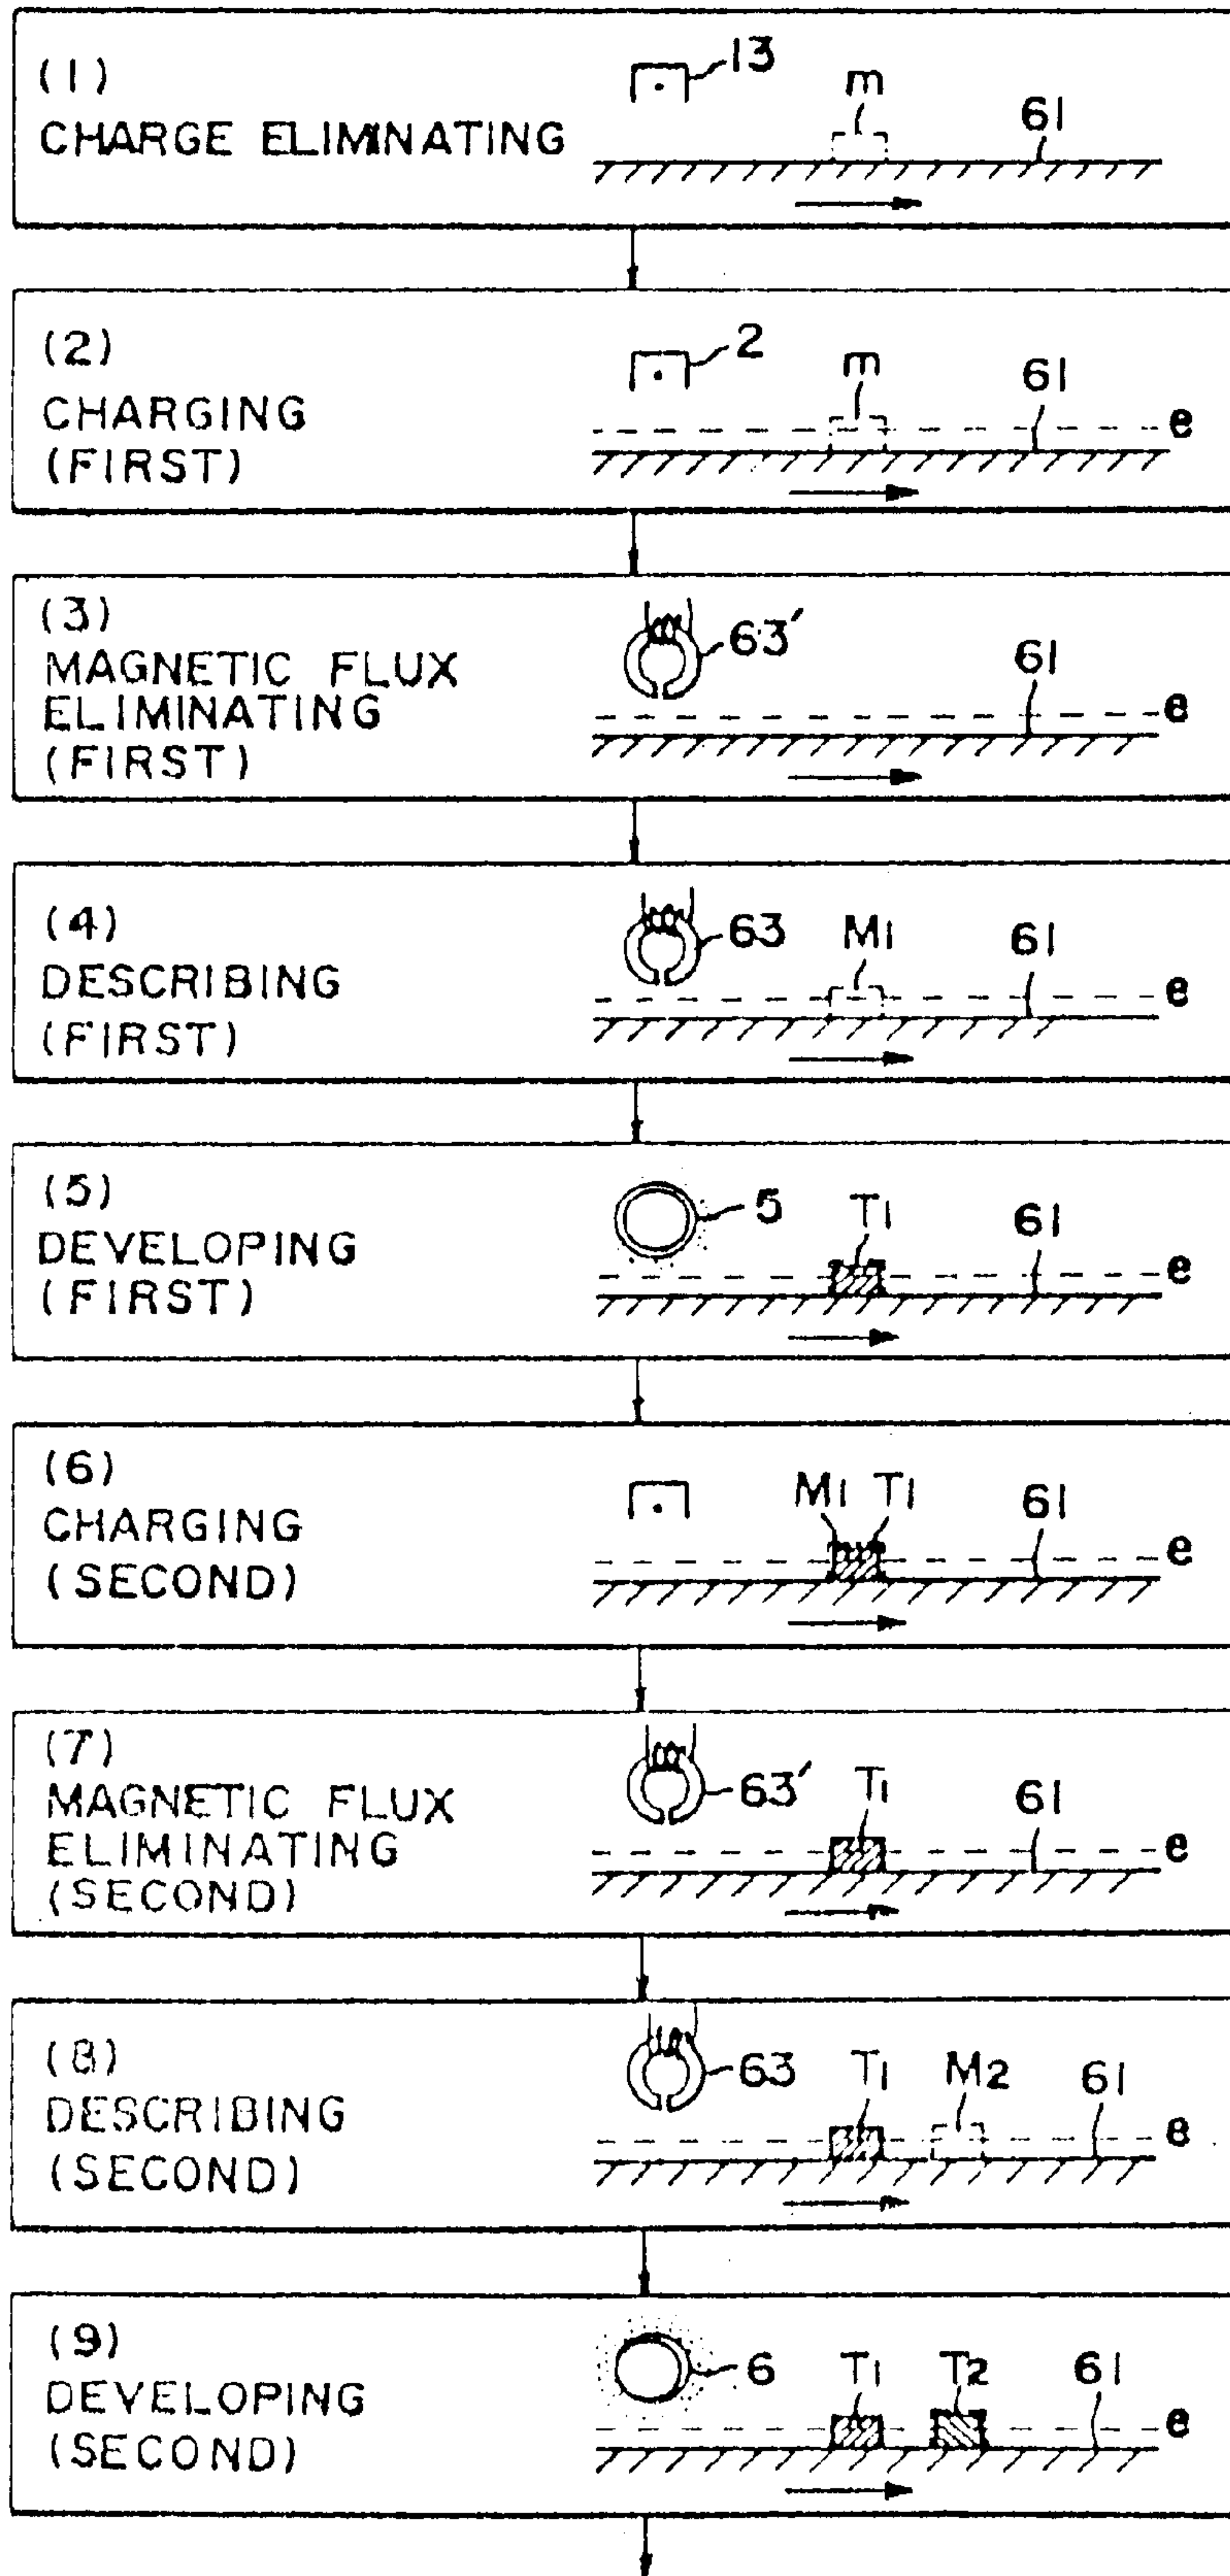 (1)
CHARGE ELIMINATING
13
m
61
(2)
CHARGING
(FIRST)
2
m
61
e
(3)
MAGNETIC FLUX
ELIMINATING
(FIRST)
63'
61
e
(4)
DESCRIBING
(FIRST)
63
M1
61
e
(5)
DEVELOPING
(FIRST)
5
T1
61
e
(6)
CHARGING
(SECOND)
M1 T1
61
e
(7)
MAGNETIC FLUX
ELIMINATING
(SECOND)
63'
T1
61
e
(8)
DESCRIBING
(SECOND)
63
T1
M2
61
e
(9)
DEVELOPING
(SECOND)
6
T1
T2
61
e